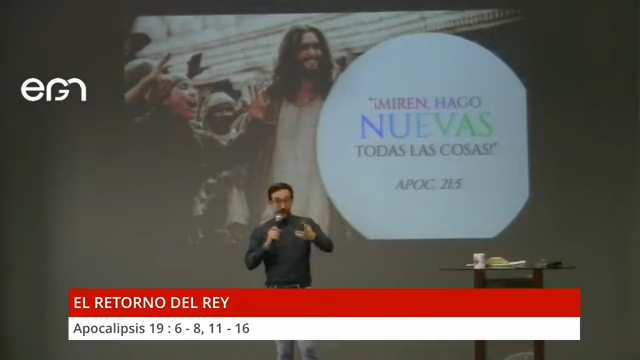 ERGN
"¡MIREN, HAGO
NUEVAS
TODAS LAS COSAS!"
APOC. 21:5
EL RETORNO DEL REY
Apocalipsis 19 : 6 - 8, 11 - 16